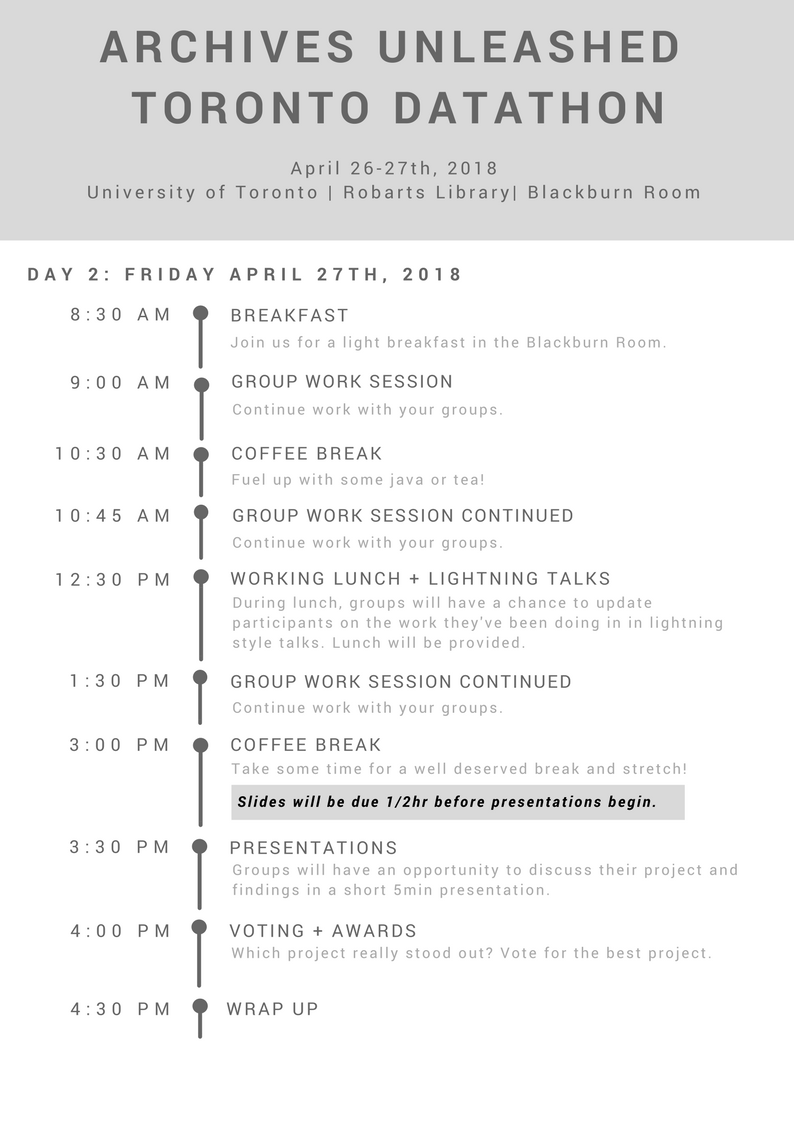 ARCHIVES UNLEASHED
TORONTO DATATHON
April 26-27th, 2018
University of Toronto | Robarts Library| Blackburn Room
DAY 2: FRIDAY APRIL 27TH, 2018
8:30 AM BREAKFAST
Join us for a light breakfast in the Blackburn Room.
9:00 AM GROUP WORK SESSION
Continue work with your groups.
10:30 AM COFFEE BREAK
Fuel up with some java or tea!
10:45 AM GROUP WORK SESSION CONTINUED
Continue work with your groups.
12:30 PM WORKING LUNCH + LIGHTNING TALKS
During lunch, groups will have a chance to update
participants on the work they've been doing in in lightning
style talks. Lunch will be provided.
1:30 PM GROUP WORK SESSION CONTINUED
Continue work with your groups.
3:00 PM COFFEE BREAK
Take some time for a well deserved break and stretch!
Slides will be due 1/2hr before presentations begin.
3:30 PM PRESENTATIONS
Groups will have an opportunity to discuss their project and
findings in a short 5min presentation.
4:00 PM VOTING + AWARDS
Which project really stood out? Vote for the best project.
4:30 PM WRAP UP